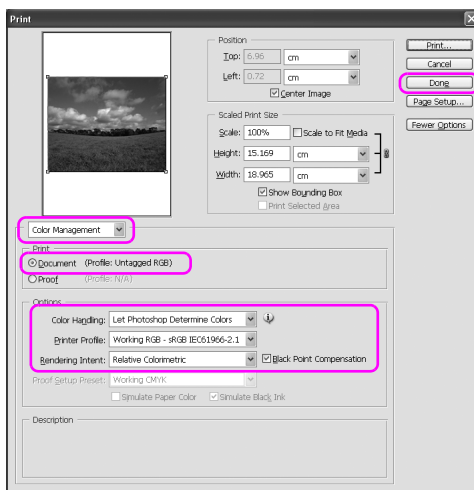 Print
Position
Top: 6.96 cm
Left: 0.72 cm
Center Image
Scaled Print Size
Scale: 100% Scale to Fit Media
Height: 15.169 cm
Width: 18.965 cm
Show Bounding Box
Print Selected Area
Print...
Cancel
Done
Page Setup...
Fewer Options
Color Management
Print
Document (Profile: Untagged RGB)
Proof (Profile: N/A)
Options
Color Handling: Let Photoshop Determine Colors
Printer Profile: Working RGB - sRGB IEC61966-2.1
Rendering Intent: Relative Colorimetric Black Point Compensation
Proof Setup Preset: Working CMYK
Simulate Paper Color Simulate Black Ink
Description